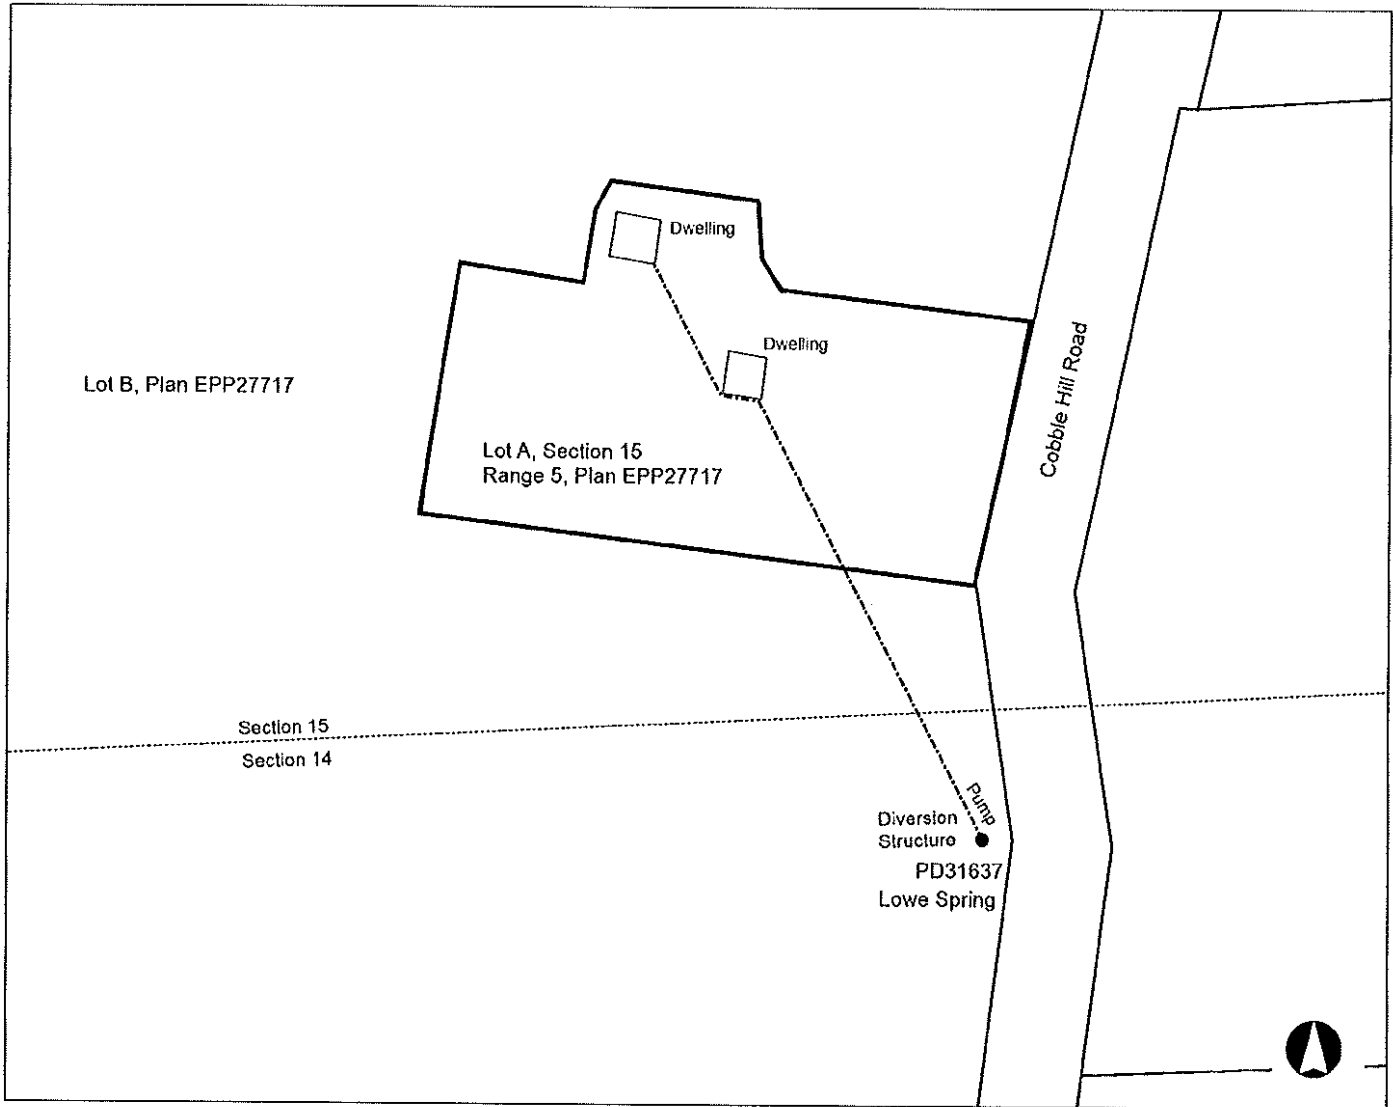 Dwelling
Dwelling
Cobble Hill Road
Lot B, Plan EPP27717
Lot A, Section 15
Range 5, Plan EPP27717
Section 15
Section 14
Pump
Diversion
Structure
PD31637
Lowe Spring